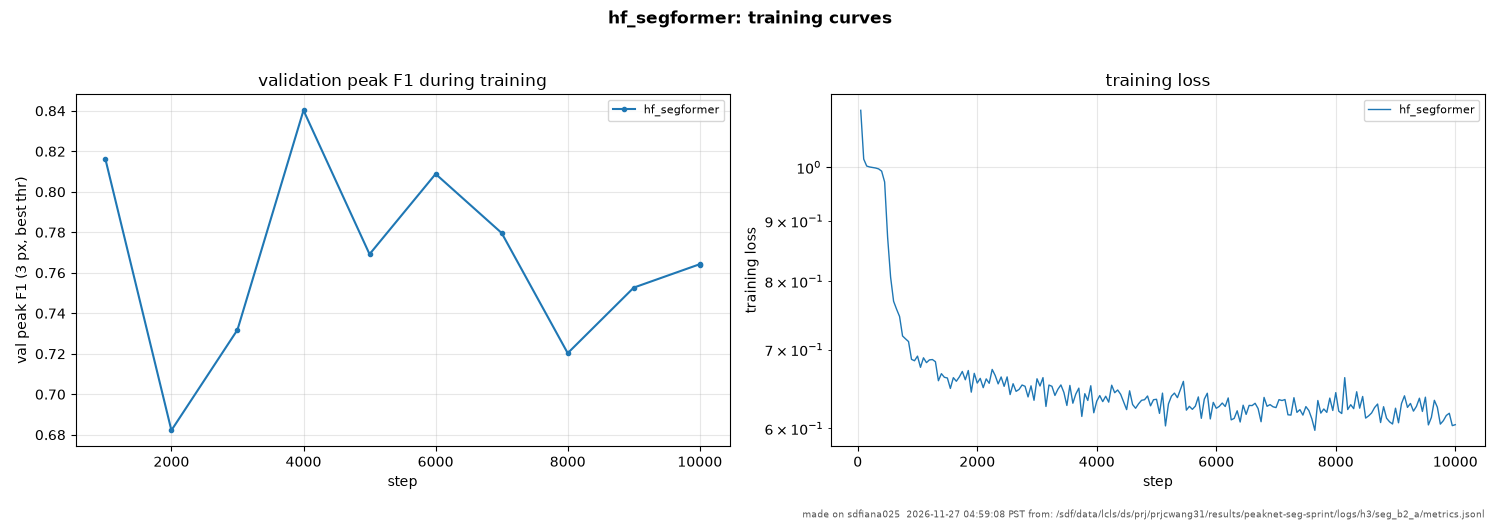 hf_segformer: training curves
validation peak F1 during training
val peak F1 (3 px, best thr)
0.84
0.82
0.80
0.78
0.76
0.74
0.72
0.70
0.68
hf_segformer
2000 4000 6000 8000 10000
step
training loss
training loss
10⁰
9 × 10⁻¹
8 × 10⁻¹
7 × 10⁻¹
6 × 10⁻¹
hf_segformer
0 2000 4000 6000 8000 10000
step
made on sdfiana025 2026-11-27 04:59:08 PST from: /sdf/data/lcls/ds/prj/prjcwang31/results/peaknet-seg-sprint/logs/h3/seg_b2_a/metrics.jsonl